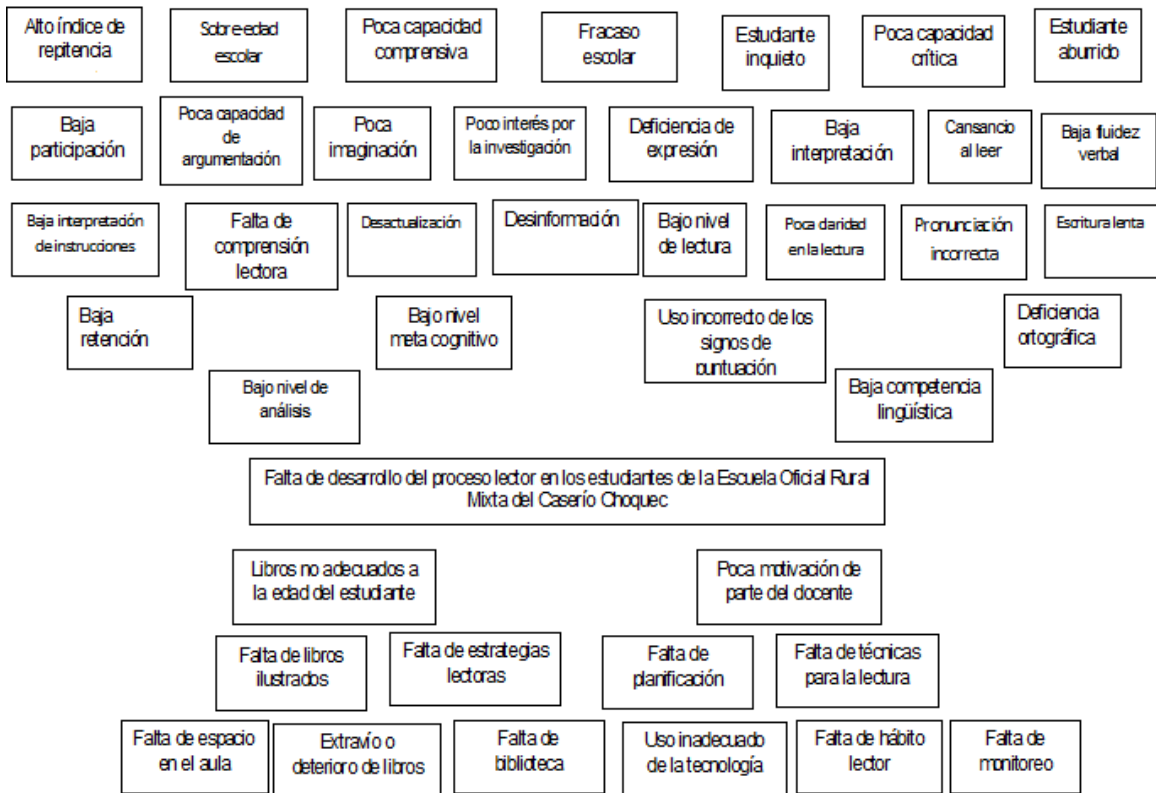 Alto índice de
repitencia
Sobre-edad
escolar
Poca capacidad
comprensiva
Fracaso
escolar
Estudiante
inquieto
Poca capacidad
crítica
Estudiante
aburrido
Baja
participación
Poca capacidad
de
argumentación
Poca
imaginación
Poco interés por
la investigación
Deficiencia de
expresión
Baja
interpretación
Cansancio
al leer
Baja fluidez
verbal
Baja interpretación
de instrucciones
Falta de
comprensión
lectora
Desactualización
Desinformación
Bajo nivel
de lectura
Poca claridad
en la lectura
Pronunciación
incorrecta
Escritura lenta
Baja
retención
Bajo nivel
meta cognitivo
Uso incorrecto de los
signos de
puntuación
Deficiencia
ortográfica
Bajo nivel de
análisis
Baja competencia
lingüística
Falta de desarrollo del proceso lector en los estudiantes de la Escuela Oficial Rural
Mixta del Caserío Choquec
Libros no adecuados a
la edad del estudiante
Poca motivación de
parte del docente
Falta de libros
ilustrados
Falta de estrategias
lectoras
Falta de
planificación
Falta de técnicas
para la lectura
Falta de espacio
en el aula
Extravío o
deterioro de libros
Falta de
biblioteca
Uso inadecuado
de la tecnología
Falta de hábito
lector
Falta de
monitoreo